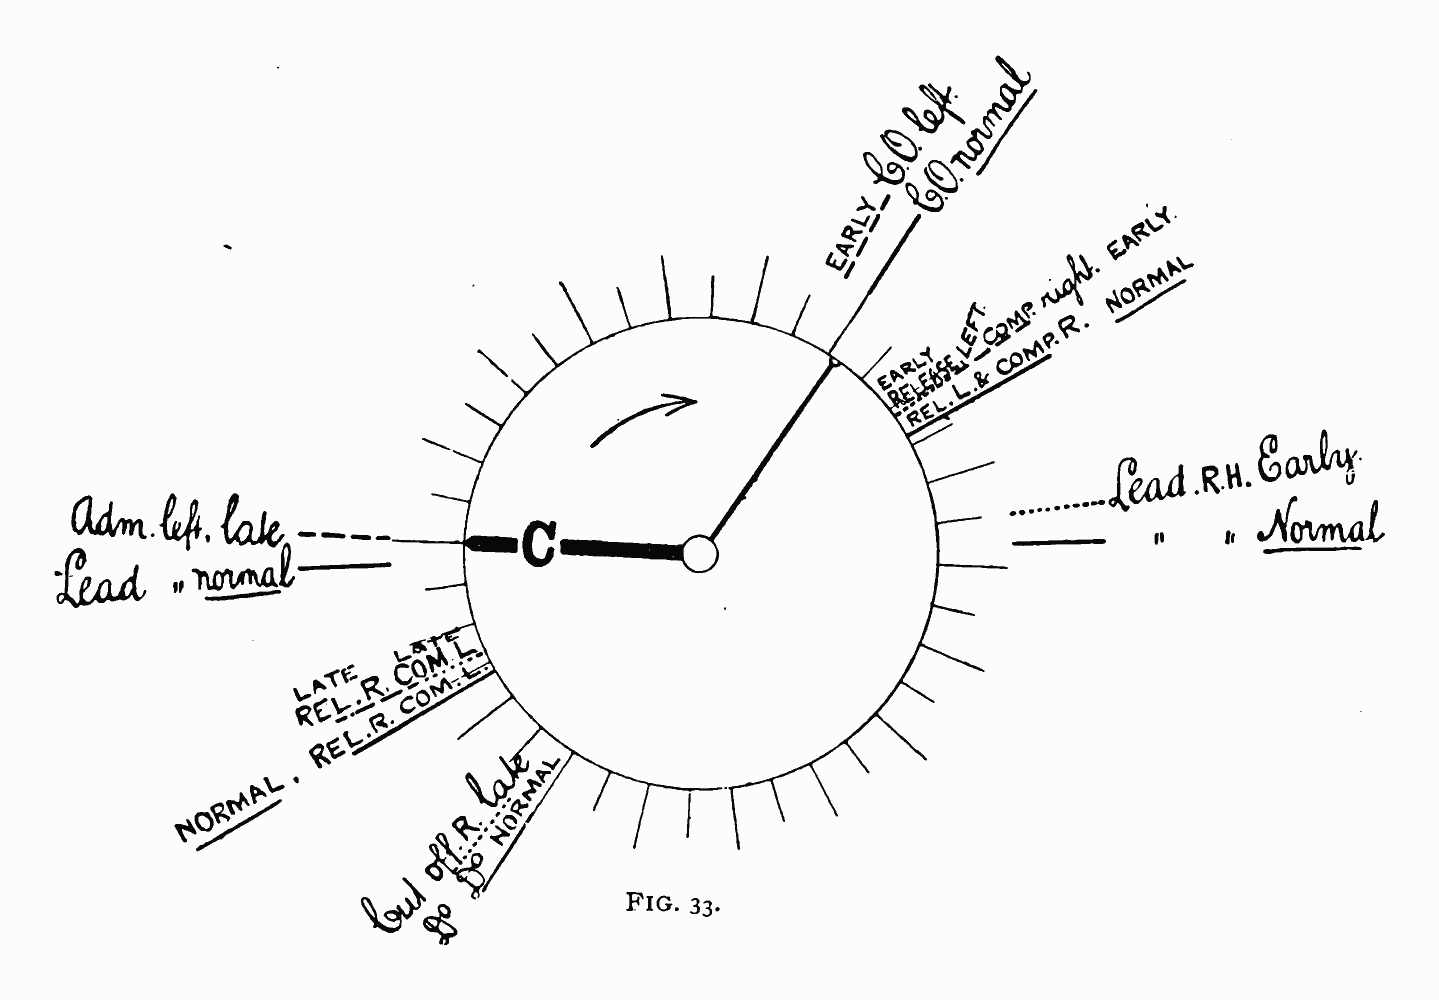 EARLY C.O. left.
C.O. normal
EARLY
RELEASE LEFT.
COMP. right. EARLY.
REL. L. & COMP. R. NORMAL
Lead . R.H. Early.
" " Normal
Adm. left. late
Lead " normal
C
LATE LATE
REL. R. COM. L.
NORMAL . REL. R. COM. L.
Cut off. R. late
Do Do NORMAL
FIG. 33.